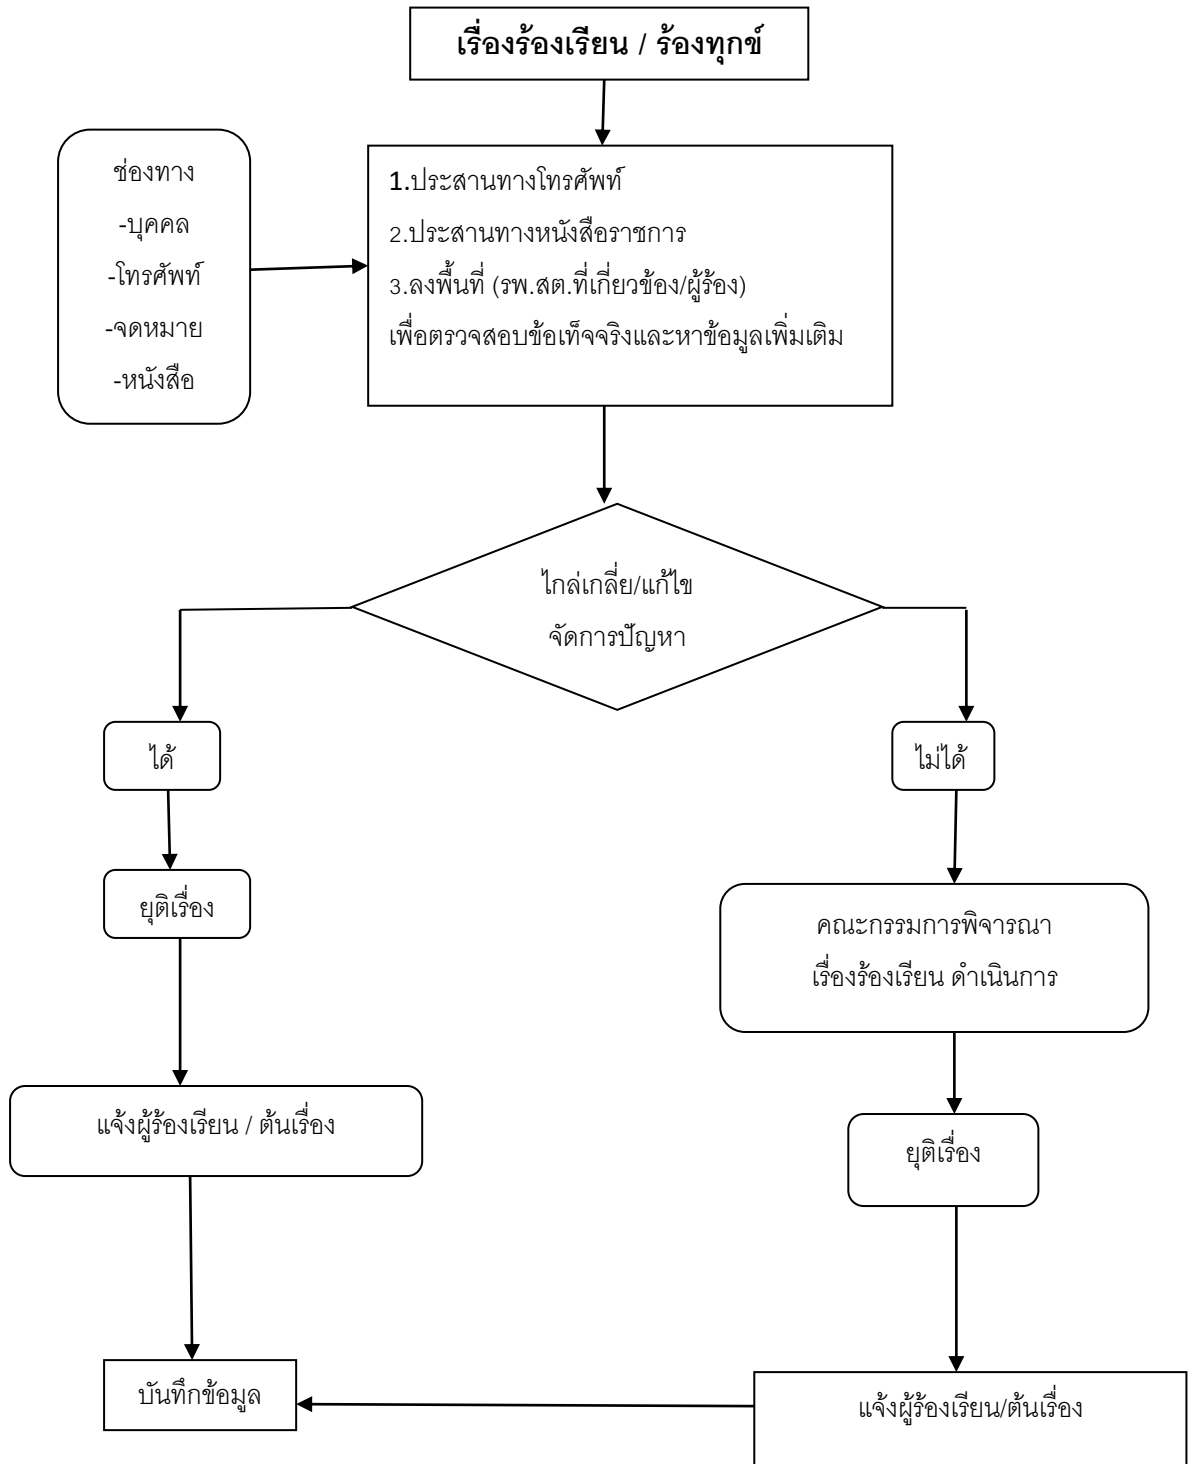 เรื่องร้องเรียน / ร้องทุกข์
ช่องทาง
-บุคคล
-โทรศัพท์
-จดหมาย
-หนังสือ
1.ประสานทางโทรศัพท์
2.ประสานทางหนังสือราชการ
3.ลงพื้นที่ (รพ.สต.ที่เกี่ยวข้อง/ผู้ร้อง)
เพื่อตรวจสอบข้อเท็จจริงและหาข้อมูลเพิ่มเติม
ไกล่เกลี่ย/แก้ไข
จัดการปัญหา
ได้
ไม่ได้
ยุติเรื่อง
คณะกรรมการพิจารณา
เรื่องร้องเรียน ดำเนินการ
แจ้งผู้ร้องเรียน / ต้นเรื่อง
ยุติเรื่อง
บันทึกข้อมูล
แจ้งผู้ร้องเรียน/ต้นเรื่อง